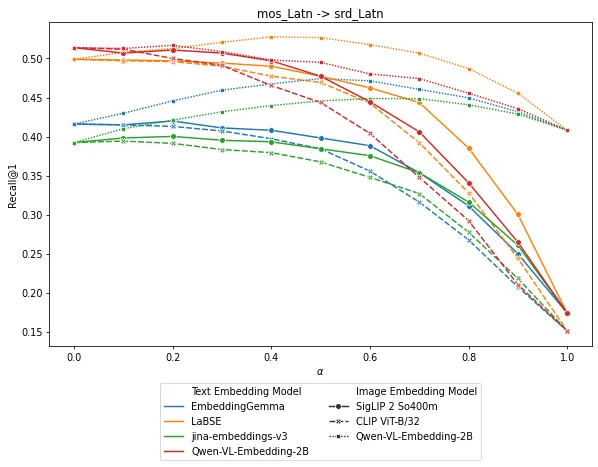 mos_Latn -> srd_Latn
Recall@1
0.50
0.45
0.40
0.35
0.30
0.25
0.20
0.15
0.0
0.2
0.4
0.6
0.8
1.0
α
Text Embedding Model
EmbeddingGemma
LaBSE
jina-embeddings-v3
Qwen-VL-Embedding-2B
Image Embedding Model
SigLIP 2 So400m
CLIP ViT-B/32
Qwen-VL-Embedding-2B